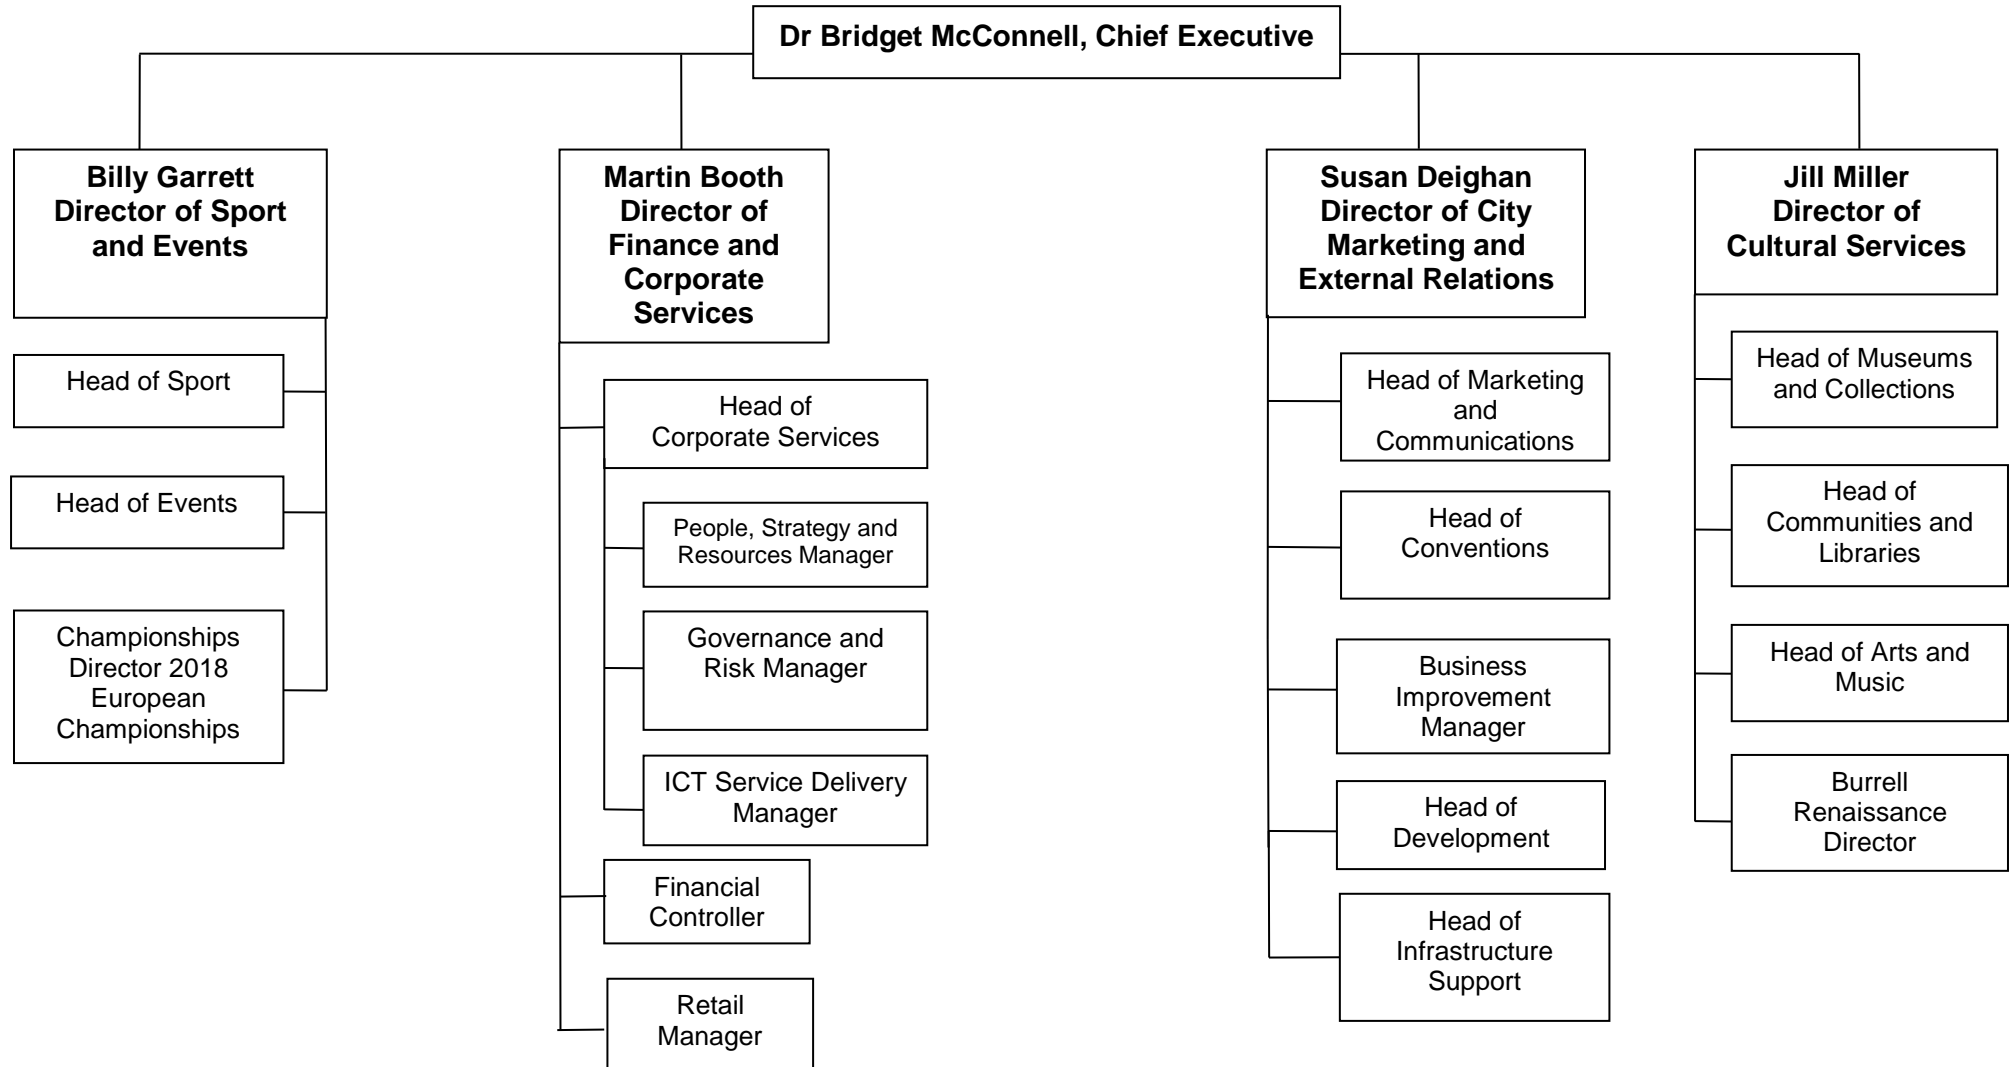 Dr Bridget McConnell, Chief Executive
Billy Garrett
Director of Sport
and Events
Head of Sport
Head of Events
Championships
Director 2018
European
Championships
Martin Booth
Director of
Finance and
Corporate
Services
Head of
Corporate Services
People, Strategy and
Resources Manager
Governance and
Risk Manager
ICT Service Delivery
Manager
Financial
Controller
Retail
Manager
Susan Deighan
Director of City
Marketing and
External Relations
Head of Marketing
and
Communications
Head of
Conventions
Business
Improvement
Manager
Head of
Development
Head of
Infrastructure
Support
Jill Miller
Director of
Cultural Services
Head of Museums
and Collections
Head of
Communities and
Libraries
Head of Arts and
Music
Burrell
Renaissance
Director